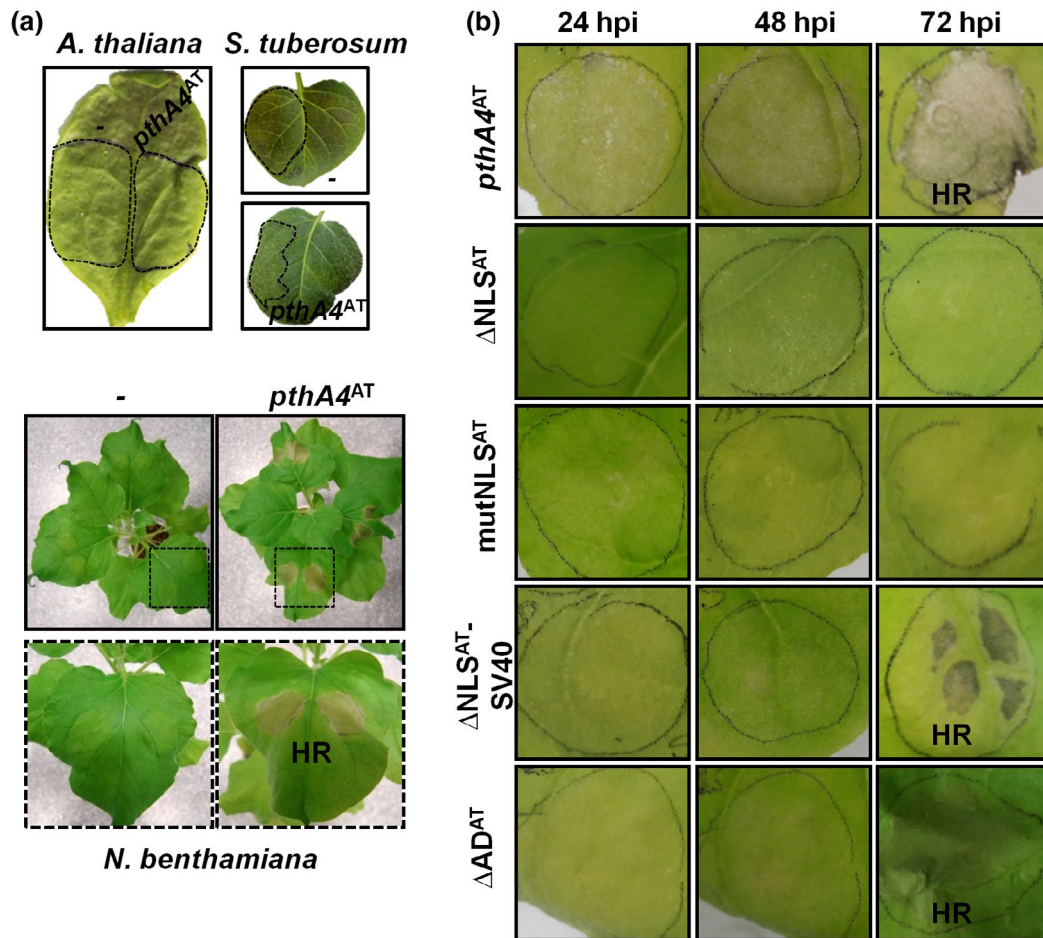 (a)
A. thaliana
S. tuberosum
-
pthA4AT
-
pthA4AT
-
pthA4AT
HR
N. benthamiana
(b)
24 hpi
48 hpi
72 hpi
pthA4AT
HR
ΔNLSAT
mutNLSAT
ΔNLSAT-
SV40
HR
ΔADAT
HR